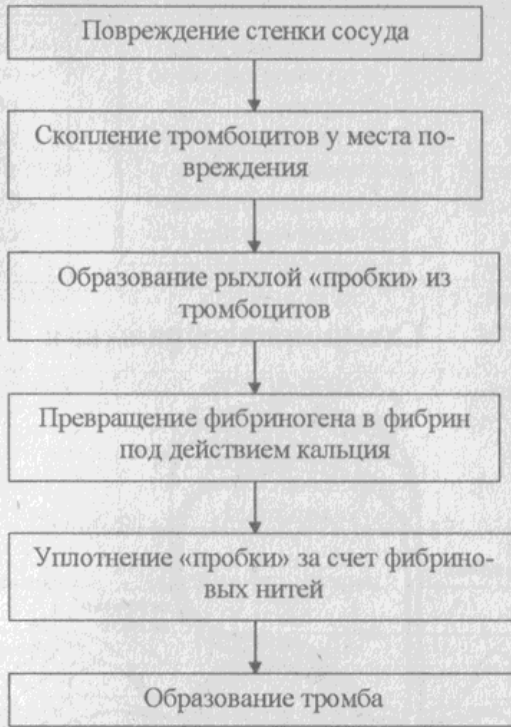 Повреждение стенки сосуда
Скопление тромбоцитов у места по-
вреждения
Образование рыхлой «пробки» из
тромбоцитов
Превращение фибриногена в фибрин
под действием кальция
Уплотнение «пробки» за счет фибрино-
вых нитей
Образование тромба